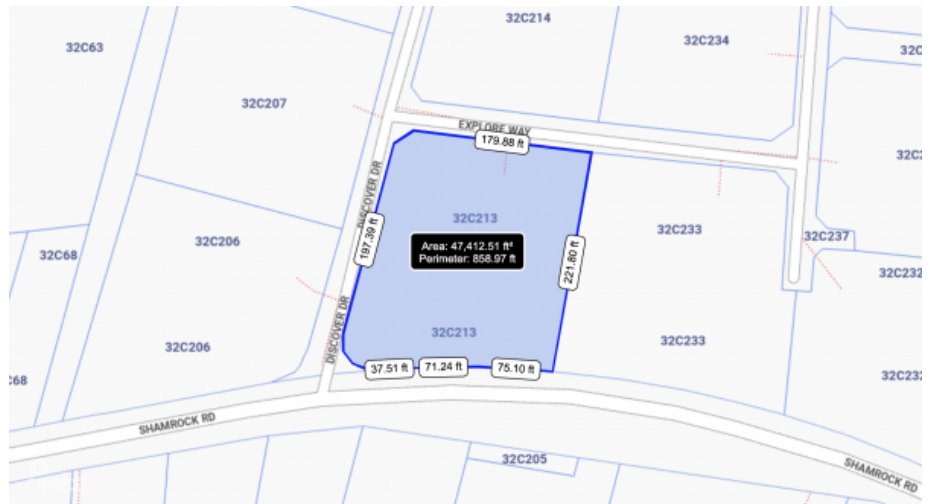 32C214
32C234
32C63
32C
32C207
EXPLORE WAY
179.88 ft
32C2
DISCOVER DR
197.39 ft
32C213
32C233
32C237
32C206
32C68
Area: 47,412.51 ft²
Perimeter: 858.97 ft
221.80 ft
32C232
DISCOVER DR
32C213
32C233
32C206
37.51 ft
71.24 ft
75.10 ft
32C232
C68
SHAMROCK RD
32C205
SHAMROCK RD